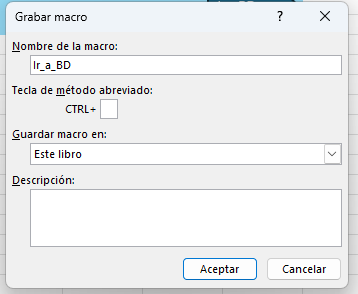 Grabar macro ? ×
Nombre de la macro:
Ir_a_BD
Tecla de método abreviado:
CTRL+
Guardar macro en:
Este libro
Descripción:
Aceptar Cancelar